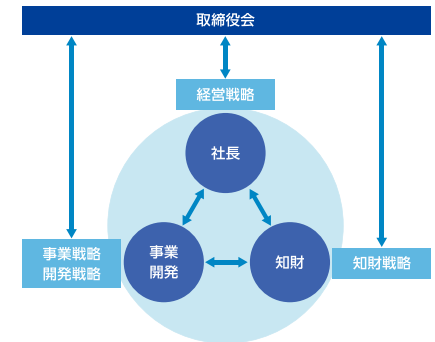 取締役会
経営戦略
社長
事業戦略
開発戦略
事業
開発
知財
知財戦略